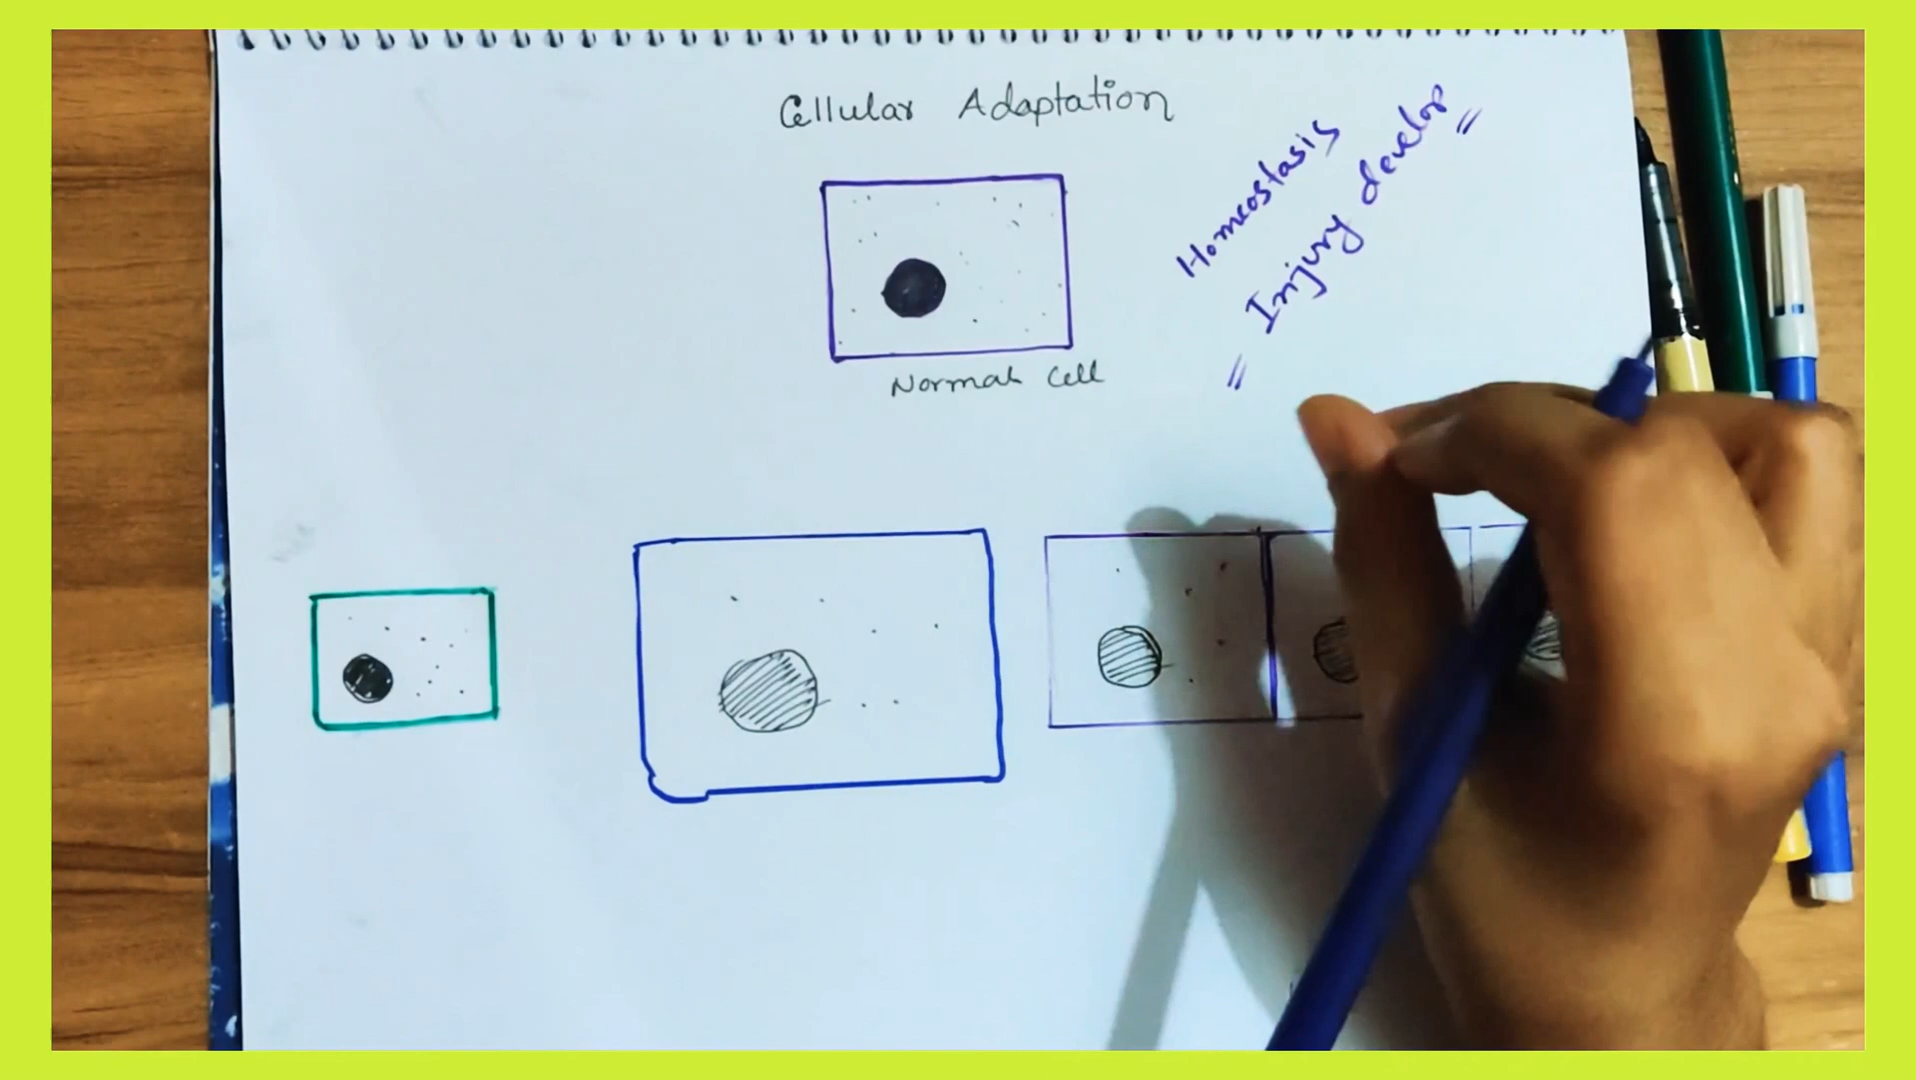 Cellular Adaptation
Homeostasis
Injury develop
Normal Cell